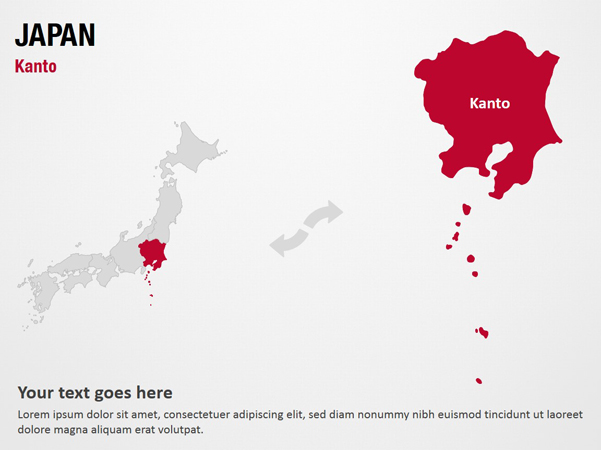 JAPAN
Kanto
Kanto
Your text goes here
Lorem ipsum dolor sit amet, consectetuer adipiscing elit, sed diam nonummy nibh euismod tincidunt ut laoreet
dolore magna aliquam erat volutpat.